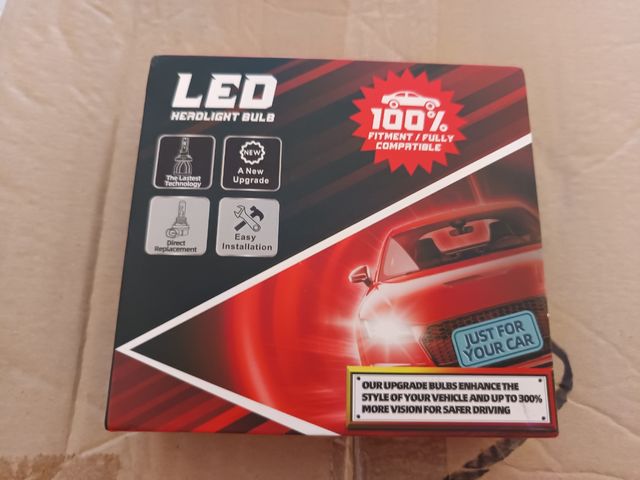 LED
HEADLIGHT BULB
100%
FITMENT / FULLY
COMPATIBLE
The Lastest
Technology
NEW
A New
Upgrade
Direct
Replacement
Easy
Installation
JUST FOR
YOUR CAR
OUR UPGRADE BULBS ENHANCE THE
STYLE OF YOUR VEHICLE AND UP TO 300%
MORE VISION FOR SAFER DRIVING